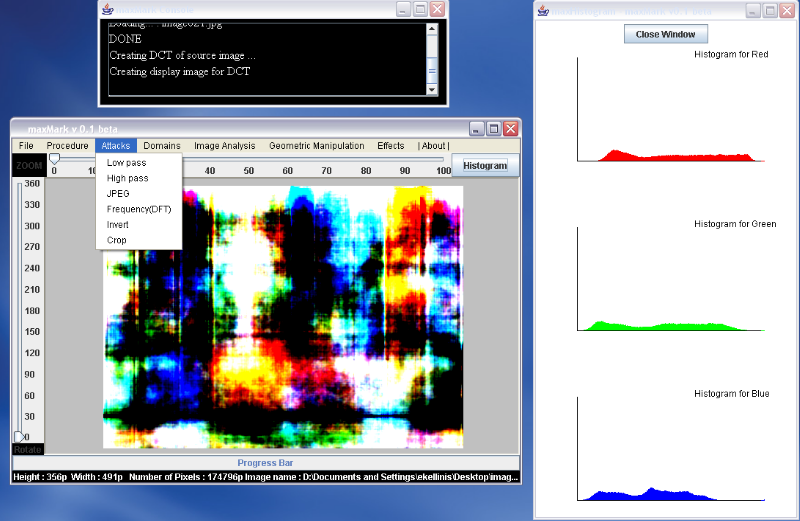 DONE
Creating DCT of source image ...
Creating display image for DCT
maxMark v 0.1 beta
File Procedure Attacks Domains Image Analysis Geometric Manipulation Effects | About |
Low pass
High pass
JPEG
Frequency(DFT)
Invert
Crop
ZOOM
0 30 40 50 60 70 80 90 100
Histogram
360
330
300
270
240
210
180
150
120
90
60
30
0
Rotate
Progress Bar
Height : 356p Width : 491p Number of Pixels : 174796p Image name : D:\Documents and Settings\ekellinis\Desktop\imag...
Close Window
Histogram for Red
Histogram for Green
Histogram for Blue